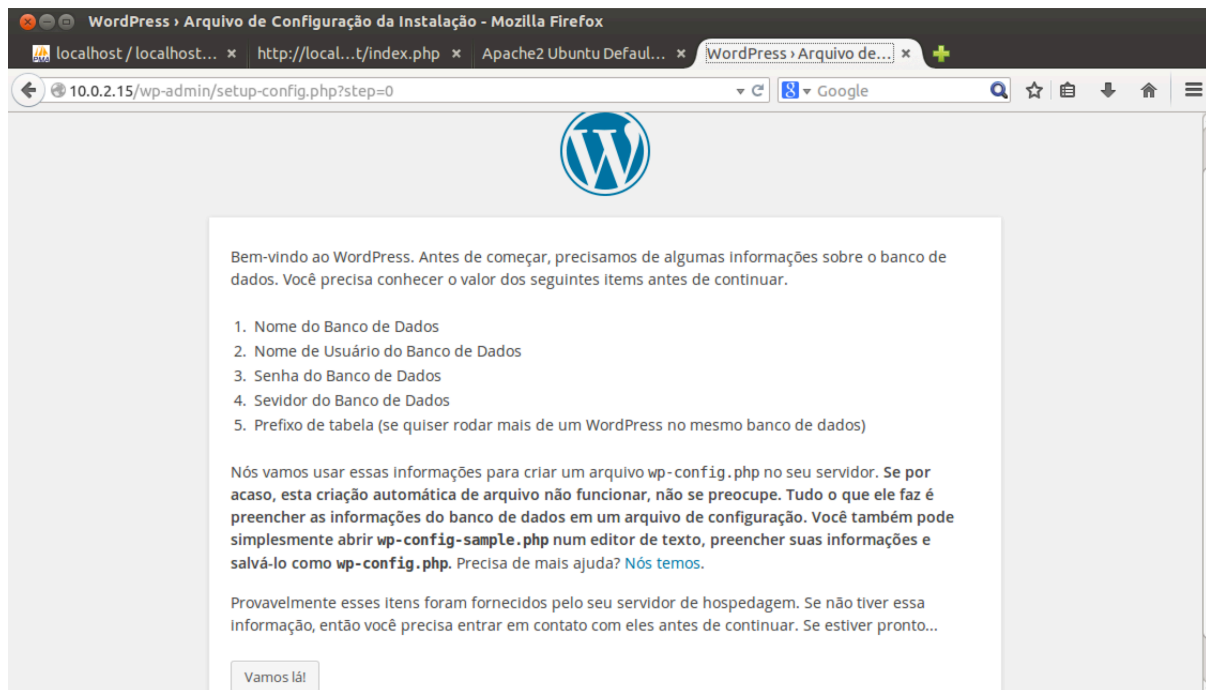 WordPress › Arquivo de Configuração da Instalação - Mozilla Firefox
localhost / localhost... × http://local...t/index.php × Apache2 Ubuntu Defaul... × WordPress › Arquivo de... ×
10.0.2.15/wp-admin/setup-config.php?step=0 Google
Bem-vindo ao WordPress. Antes de começar, precisamos de algumas informações sobre o banco de
dados. Você precisa conhecer o valor dos seguintes items antes de continuar.
1. Nome do Banco de Dados
2. Nome de Usuário do Banco de Dados
3. Senha do Banco de Dados
4. Sevidor do Banco de Dados
5. Prefixo de tabela (se quiser rodar mais de um WordPress no mesmo banco de dados)
Nós vamos usar essas informações para criar um arquivo wp-config.php no seu servidor. Se por
acaso, esta criação automática de arquivo não funcionar, não se preocupe. Tudo o que ele faz é
preencher as informações do banco de dados em um arquivo de configuração. Você também pode
simplesmente abrir wp-config-sample.php num editor de texto, preencher suas informações e
salvá-lo como wp-config.php. Precisa de mais ajuda? Nós temos.
Provavelmente esses itens foram fornecidos pelo seu servidor de hospedagem. Se não tiver essa
informação, então você precisa entrar em contato com eles antes de continuar. Se estiver pronto...
Vamos lá!